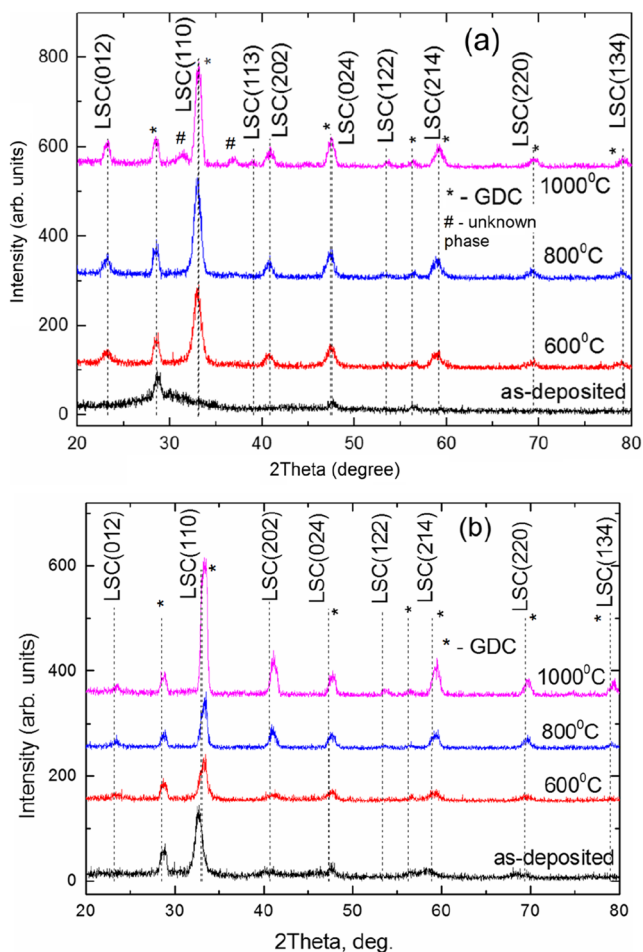 (a)
LSC(012)
LSC(110)
LSC(113)
LSC(202)
LSC(024)
LSC(122)
LSC(214)
LSC(220)
LSC(134)
*
*
*
*
*
*
*
#
#
* - GDC
# - unknown
phase
1000⁰C
800⁰C
600⁰C
as-deposited
800
600
400
200
0
Intensity (arb. units)
20 30 40 50 60 70 80
2Theta (degree)
(b)
LSC(012)
LSC(110)
LSC(202)
LSC(024)
LSC(122)
LSC(214)
LSC(220)
LSC(134)
*
*
*
*
*
*
*
* - GDC
1000⁰C
800⁰C
600⁰C
as-deposited
600
400
200
0
Intensity (arb. units)
20 30 40 50 60 70 80
2Theta, deg.